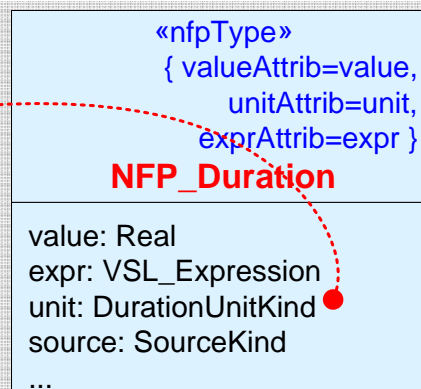 «nfpType»
{ valueAttrib=value,
unitAttrib=unit,
exprAttrib=expr }
NFP_Duration
value: Real
expr: VSL_Expression
unit: DurationUnitKind
source: SourceKind
...